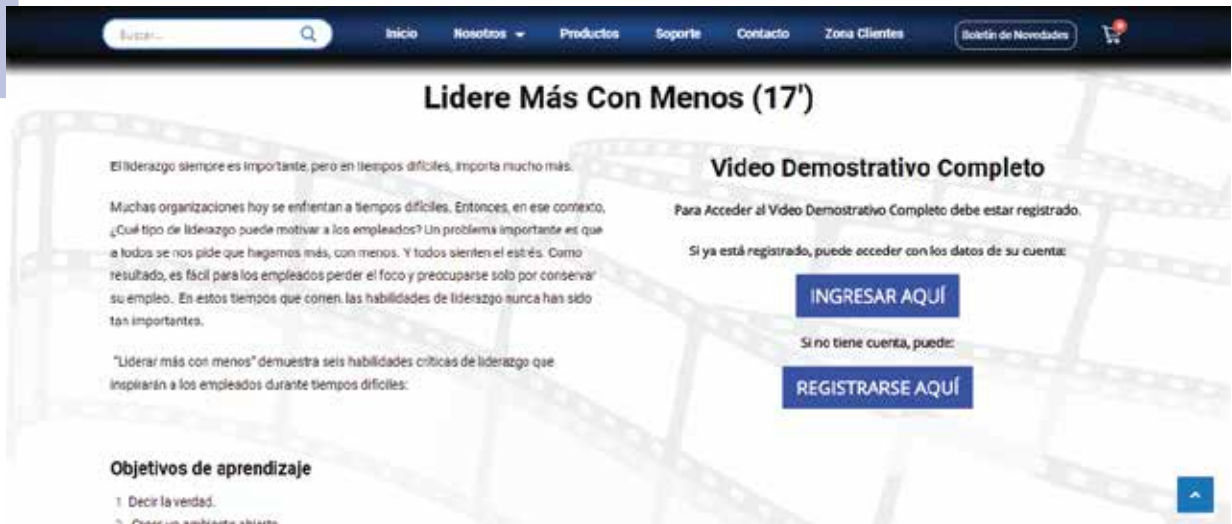 Buscar...
Inicio
Nosotros
Productos
Soporte
Contacto
Zona Clientes
Boletín de Novedades
0
Lidere Más Con Menos (17')
El liderazgo siempre es importante, pero en tiempos difíciles, importa mucho más.
Muchas organizaciones hoy se enfrentan a tiempos difíciles. Entonces, en ese contexto,
¿Cué tipo de liderazgo puede motivar a los empleados? Un problema importante es que
a todos se nos pide que hagamos más, con menos. Y todos sienten el estrés. Como
resultado, es fácil para los empleados perder el foco y preocuparse solo por conservar
su empleo. En estos tiempos que corren, las habilidades de liderazgo nunca han sido
tan importantes.
"Liderar más con menos" demuestra seis habilidades críticas de liderazgo que
inspirarán a los empleados durante tiempos difíciles:
Objetivos de aprendizaje
1. Decir la verdad.
2. Crear un ambiente abierto.
Video Demostrativo Completo
Para Acceder al Video Demostrativo Completo debe estar registrado.
Si ya está registrado, puede acceder con los datos de su cuenta:
INGRESAR AQUÍ
Si no tiene cuenta, puede:
REGISTRARSE AQUÍ